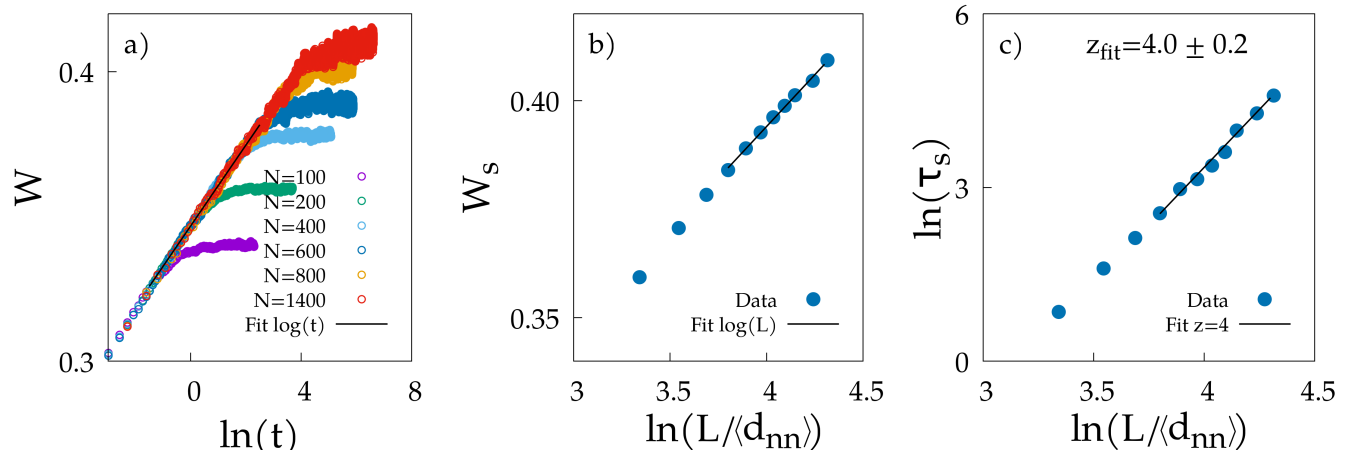 a)
W
0.4
0.3
N=100
N=200
N=400
N=600
N=800
N=1400
Fit log(t)
0 4 8
ln(t)
b)
W_s
0.40
0.35
Data
Fit log(L)
3 3.5 4 4.5
ln(L/⟨⟨d_nn⟩⟩)
c)
z_fit=4.0 ± 0.2
ln(τ_s)
6
3
0
Data
Fit z=4
3 3.5 4 4.5
ln(L/⟨⟨d_nn⟩⟩)